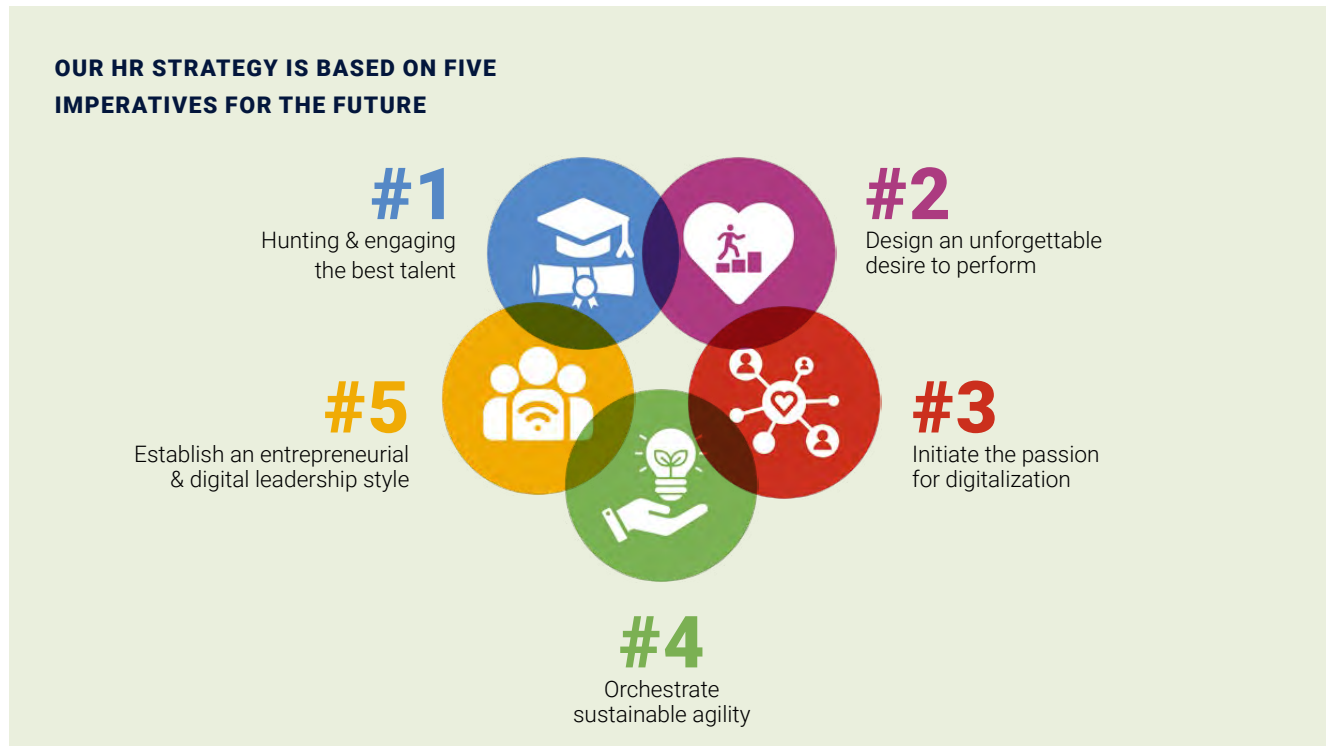 OUR HR STRATEGY IS BASED ON FIVE
IMPERATIVES FOR THE FUTURE
#1
Hunting & engaging
the best talent
#2
Design an unforgettable
desire to perform
#3
Initiate the passion
for digitalization
#4
Orchestrate
sustainable agility
#5
Establish an entrepreneurial
& digital leadership style